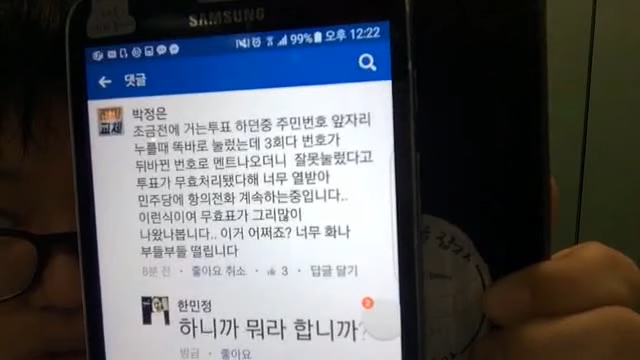 SAMSUNG
99% 오후 12:22
댓글
박정은
조금전에 거는투표 하던중 주민번호 앞자리
누를때 똑바로 눌렀는데 3회다 번호가
뒤바뀐 번호로 멘트나오더니 잘못눌렀다고
투표가 무효처리됐다해 너무 열받아
민주당에 항의전화 계속하는중입니다..
이런식이여 무효표가 그리많이
나왔나봅니다.. 이거 어쩌죠? 너무 화나
부들부들 떨립니다
8분 전 · 좋아요 취소 · 3 · 답글 달기
한민정
3
하니까 뭐라 합니까?
방금 · 좋아요